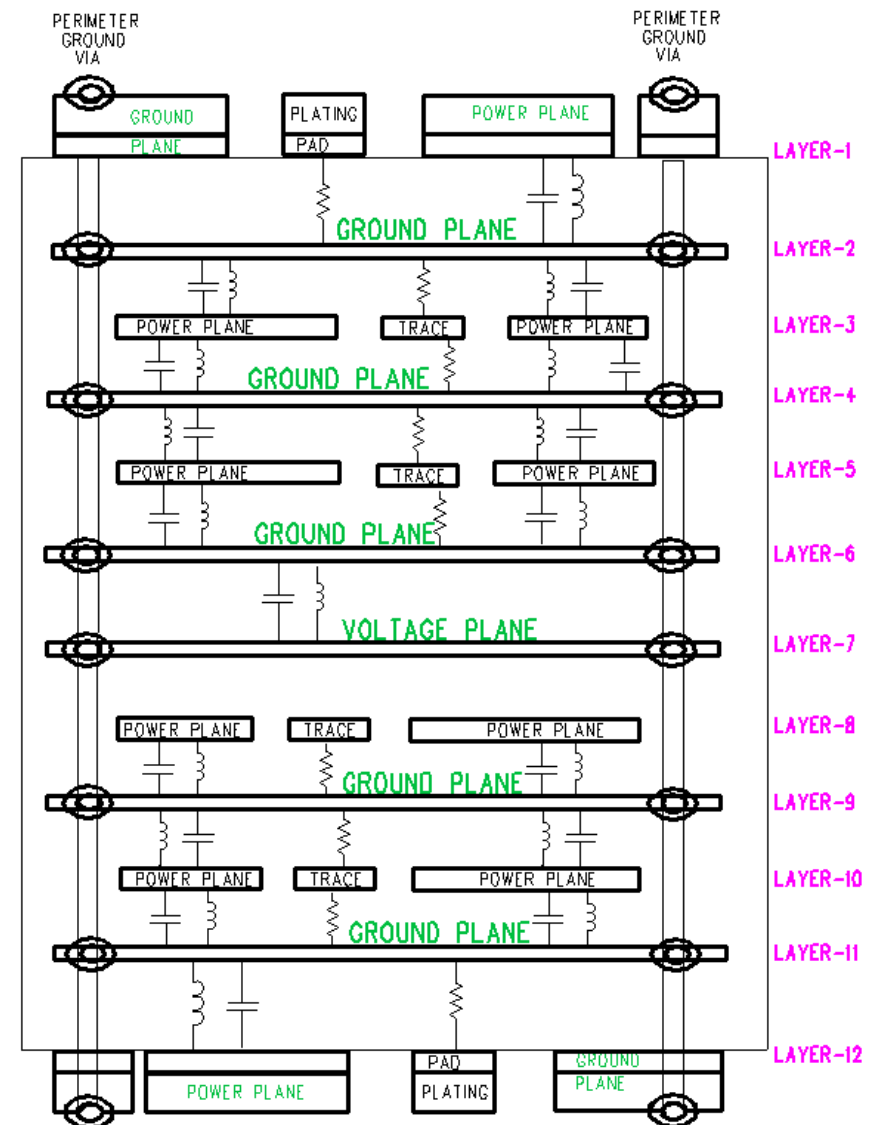 PERIMETER
GROUND
VIA
PERIMETER
GROUND
VIA
GROUND
PLANE
PLATING
PAD
POWER PLANE
LAYER-1
GROUND PLANE
LAYER-2
POWER PLANE
TRACE
POWER PLANE
LAYER-3
GROUND PLANE
LAYER-4
POWER PLANE
TRACE
POWER PLANE
LAYER-5
GROUND PLANE
LAYER-6
VOLTAGE PLANE
LAYER-7
POWER PLANE
TRACE
POWER PLANE
LAYER-8
GROUND PLANE
LAYER-9
POWER PLANE
TRACE
POWER PLANE
LAYER-10
GROUND PLANE
LAYER-11
LAYER-12
POWER PLANE
PAD
PLATING
GROUND
PLANE